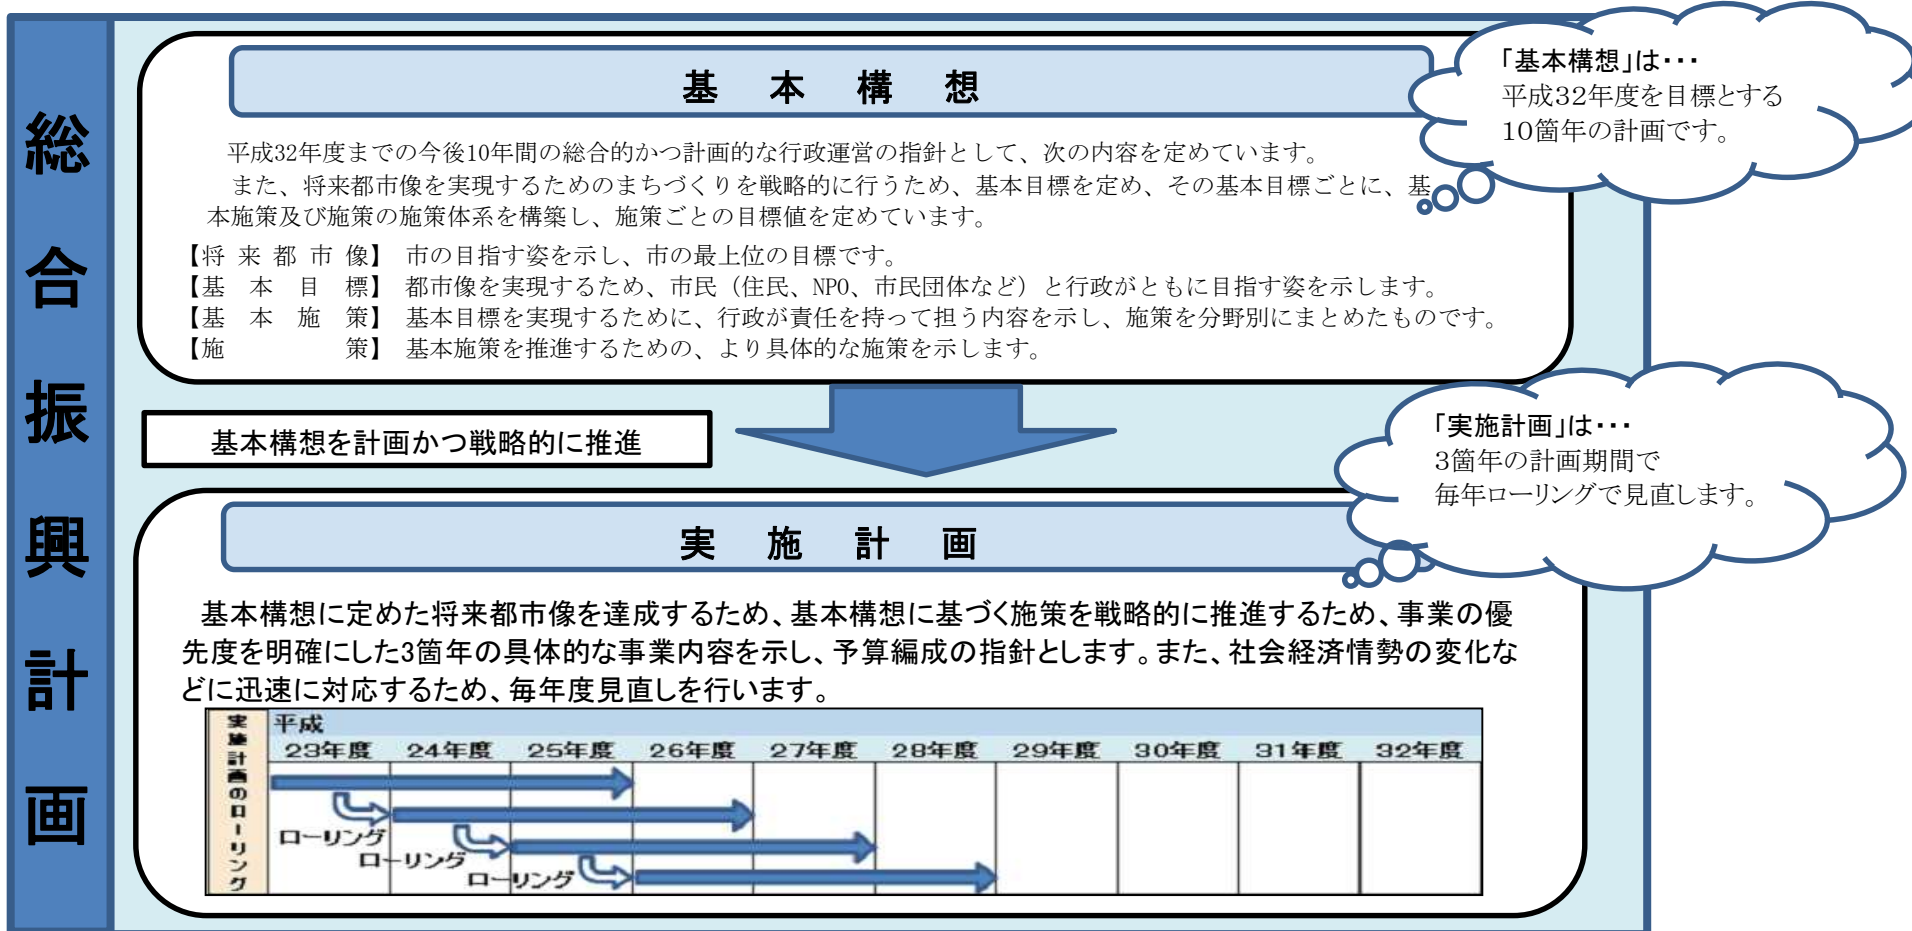 総合振興計画
基本構想
「基本構想」は・・・
平成32年度を目標とする
10箇年の計画です。
平成32年度までの今後10年間の総合的かつ計画的な行政運営の指針として、次の内容を定めています。
また、将来都市像を実現するためのまちづくりを戦略的に行うため、基本目標を定め、その基本目標ごとに、基
本施策及び施策の施策体系を構築し、施策ごとの目標値を定めています。
【将来都市像】 市の目指す姿を示し、市の最上位の目標です。
【基本目標】 都市像を実現するため、市民（住民、NPO、市民団体など）と行政がともに目指す姿を示します。
【基本施策】 基本目標を実現するために、行政が責任を持って担う内容を示し、施策を分野別にまとめたものです。
【施策】 基本施策を推進するための、より具体的な施策を示します。
基本構想を計画かつ戦略的に推進
「実施計画」は・・・
3箇年の計画期間で
毎年ローリングで見直します。
実施計画
基本構想に定めた将来都市像を達成するため、基本構想に基づく施策を戦略的に推進するため、事業の優
先度を明確にした3箇年の具体的な事業内容を示し、予算編成の指針とします。また、社会経済情勢の変化な
どに迅速に対応するため、毎年度見直しを行います。
実施計画のローリング
平成
23年度 24年度 25年度 26年度 27年度 28年度 29年度 30年度 31年度 32年度
ローリング
ローリング
ローリング